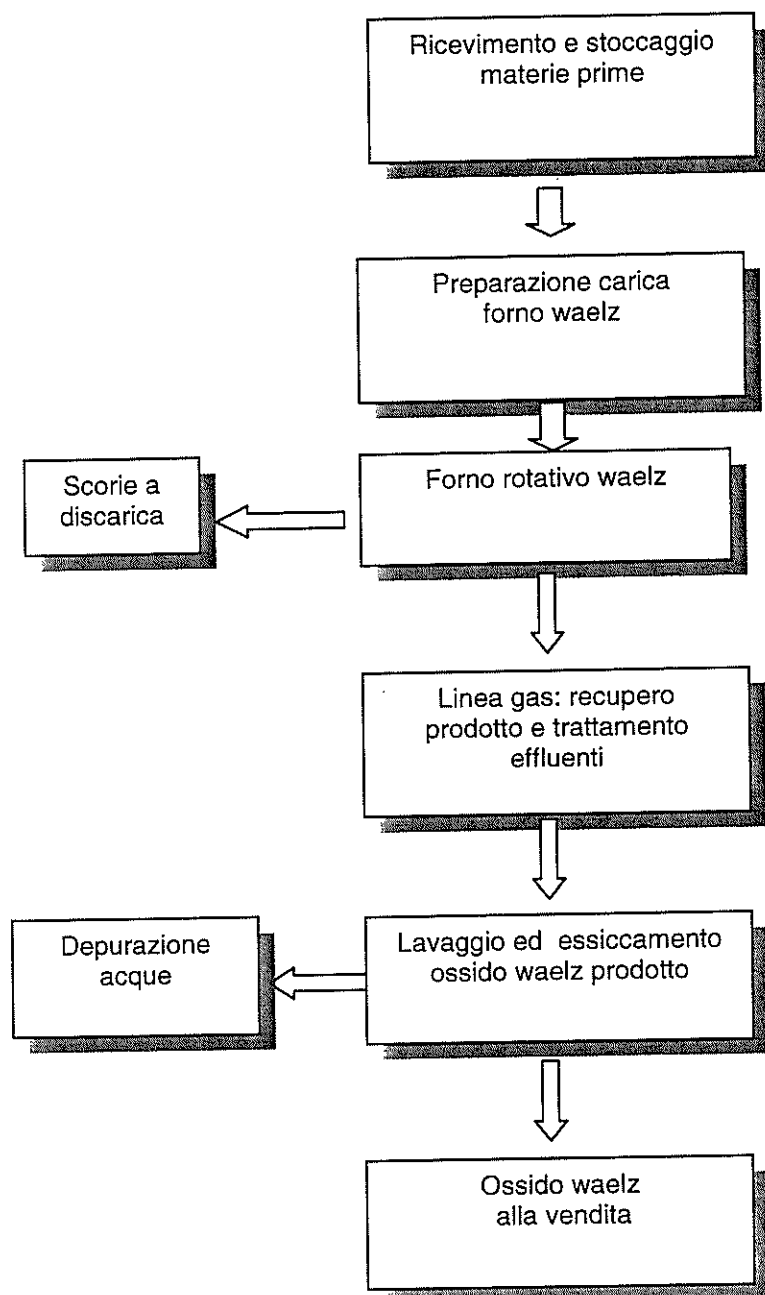 Ricevimento e stoccaggio
materie prime
Preparazione carica
forno waelz
Forno rotativo waelz
Scorie a
discarica
Linea gas: recupero
prodotto e trattamento
effluenti
Lavaggio ed essiccamento
ossido waelz prodotto
Depurazione
acque
Ossido waelz
alla vendita